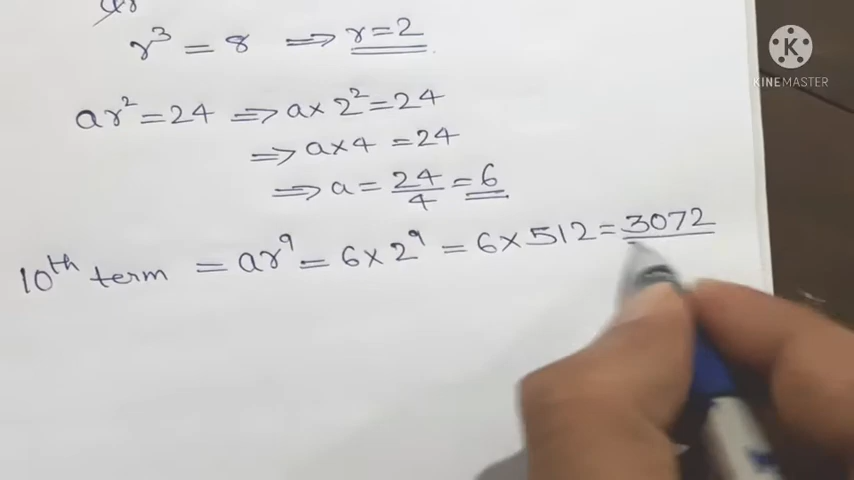 r³ = 8 ⟹ r = 2
ar² = 24 ⟹ a × 2² = 24
⟹ a × 4 = 24
⟹ a = 24/4 = 6
10th term = ar⁹ = 6 × 2⁹ = 6 × 512 = 3072
K
KINEMASTER